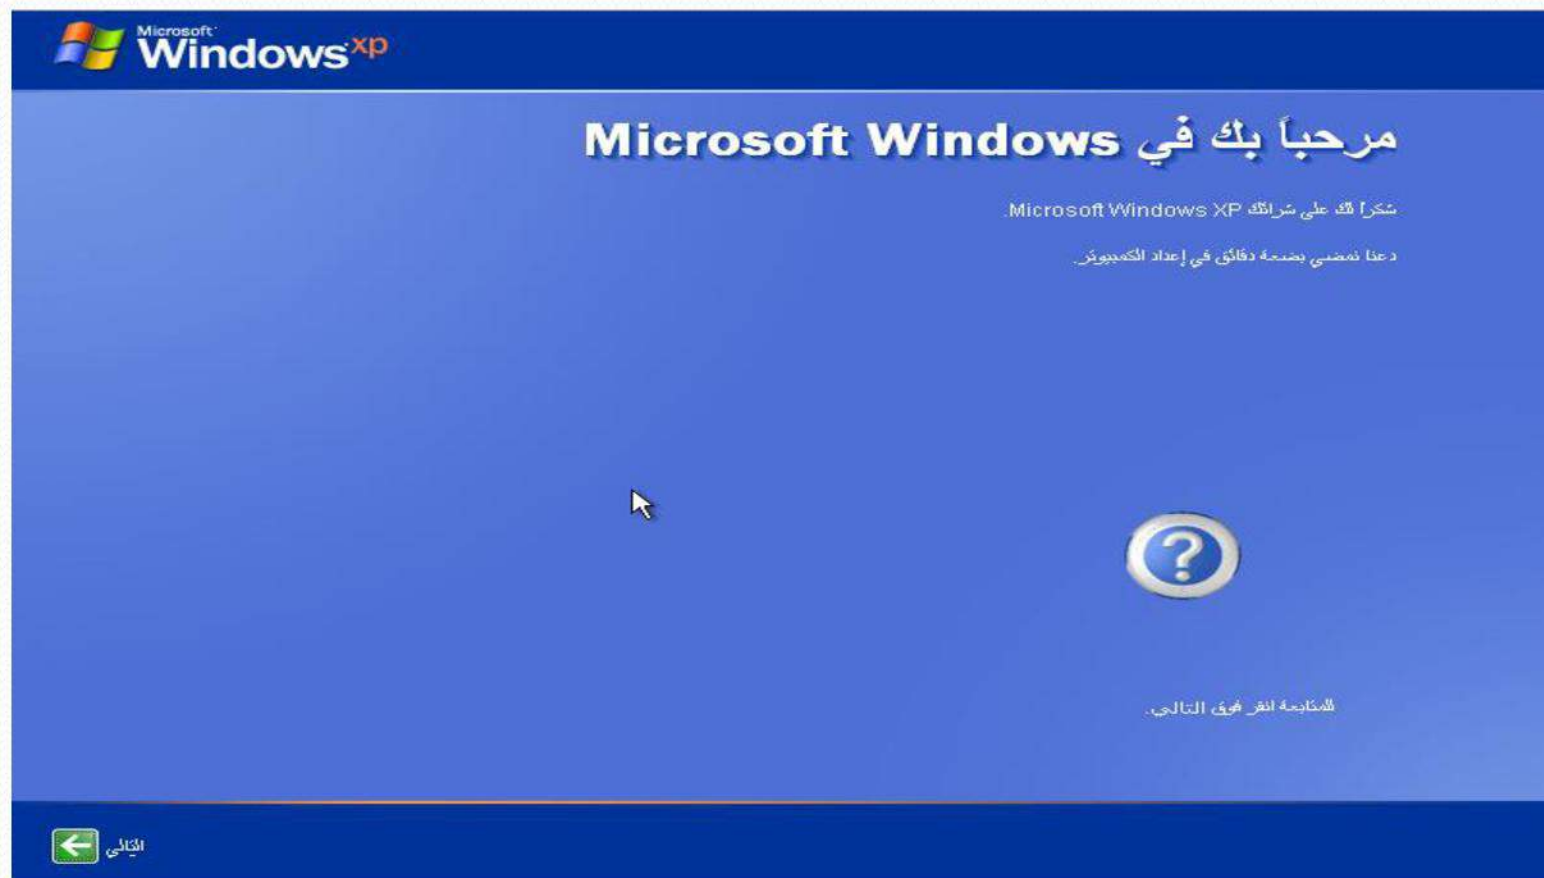 Microsoft
Windows xp
مرحباً بك في Microsoft Windows
شكراً لك على شرائك Microsoft Windows XP.
دعنا نمضي بضعة دقائق في إعداد الكمبيوتر.
للمتابعة انقر فوق التالي.
التالي